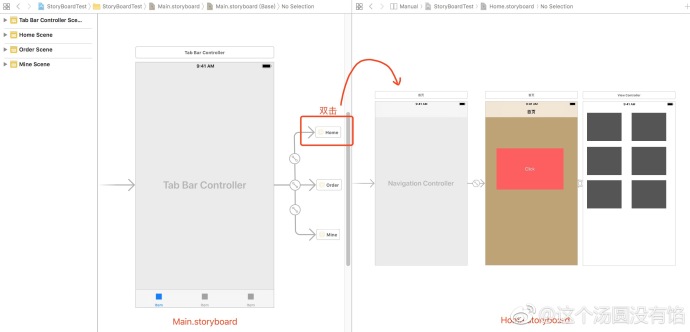 StoryBoardTest > StoryBoardTest > Main.storyboard > Main.storyboard (Base) > No Selection
Manual > StoryBoardTest > Home.storyboard > No Selection
Tab Bar Controller Sce...
Home Scene
Order Scene
Mine Scene
Tab Bar Controller
9:41 AM
Tab Bar Controller
Item
Item
Item
双击
Home
Order
Mine
Main.storyboard
首页
Navigation Controller
首页
9:41 AM
首页
Click
View Controller
9:41 AM
Home.storyboard
@这个汤圆没有馅